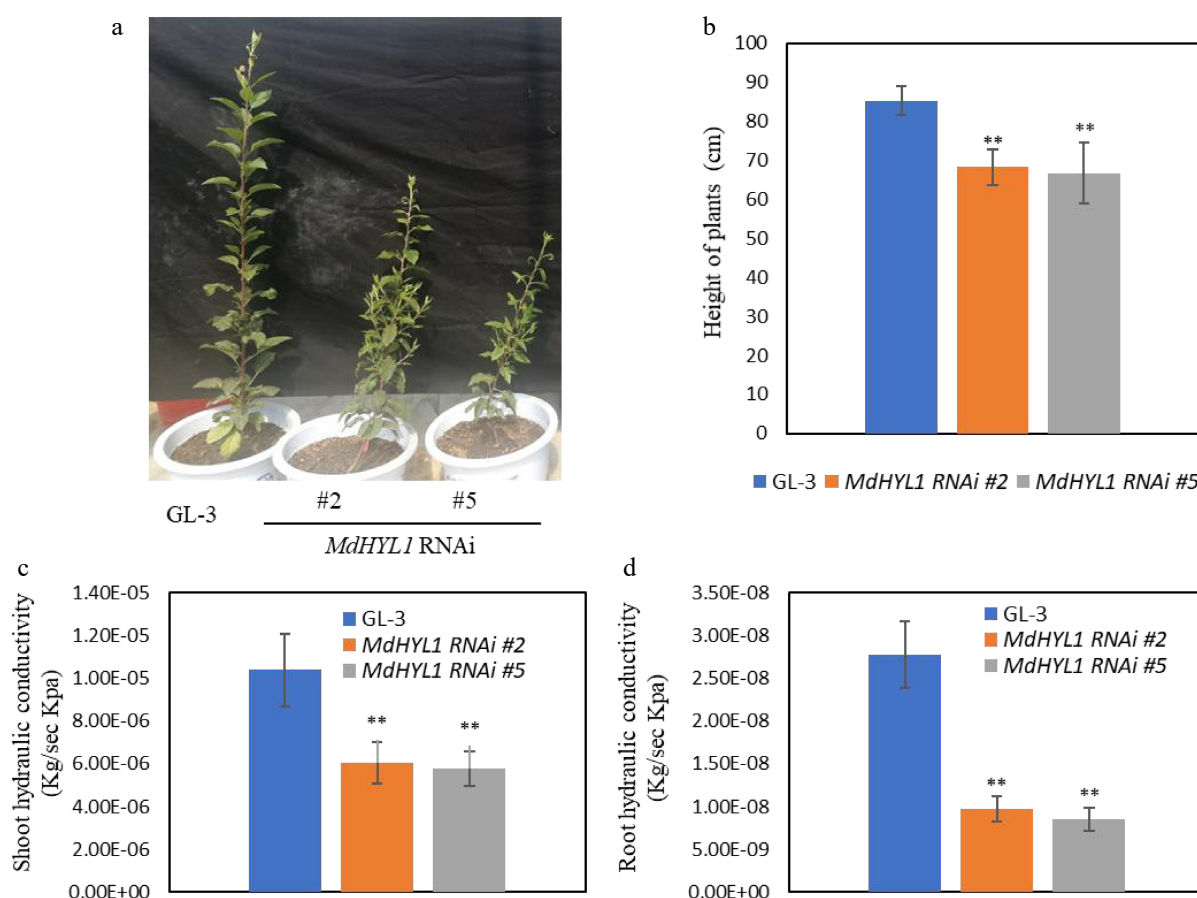 a
GL-3
#2
#5
MdHYL1 RNAi
b
Height of plants (cm)
100
90
80
70
60
50
40
30
20
10
0
**
**
GL-3 MdHYL1 RNAi #2 MdHYL1 RNAi #5
c
Shoot hydraulic conductivity
(Kg/sec Kpa)
1.40E-05
1.20E-05
1.00E-05
8.00E-06
6.00E-06
4.00E-06
2.00E-06
0.00E+00
GL-3
MdHYL1 RNAi #2
MdHYL1 RNAi #5
**
**
d
Root hydraulic conductivity
(Kg/sec Kpa)
3.50E-08
3.00E-08
2.50E-08
2.00E-08
1.50E-08
1.00E-08
5.00E-09
0.00E+00
GL-3
MdHYL1 RNAi #2
MdHYL1 RNAi #5
**
**